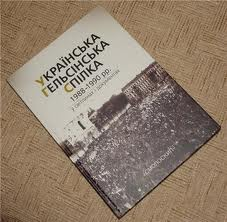 УКРАЇНСЬКА
ГЕЛЬСІНСЬКА
СПІЛКА
1988-1990 рр.
у світлинах і документах